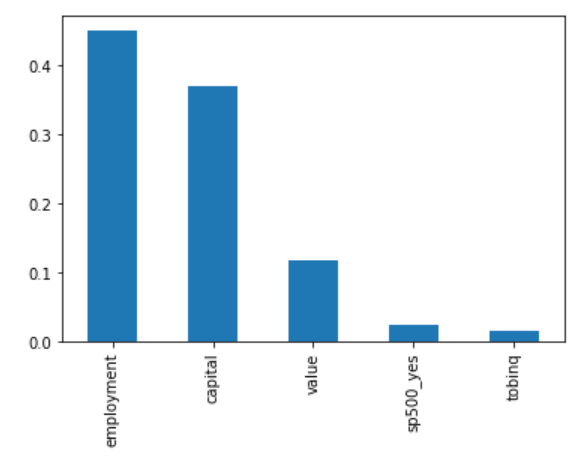 0.4
0.3
0.2
0.1
0.0
employment
capital
value
sp500_yes
tobinq